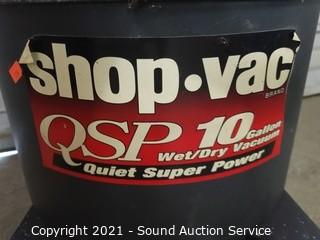 shop·vac
BRAND
QSP 10 Gallon
Wet/Dry Vacuum
Quiet Super Power
Copyright 2021 - Sound Auction Service